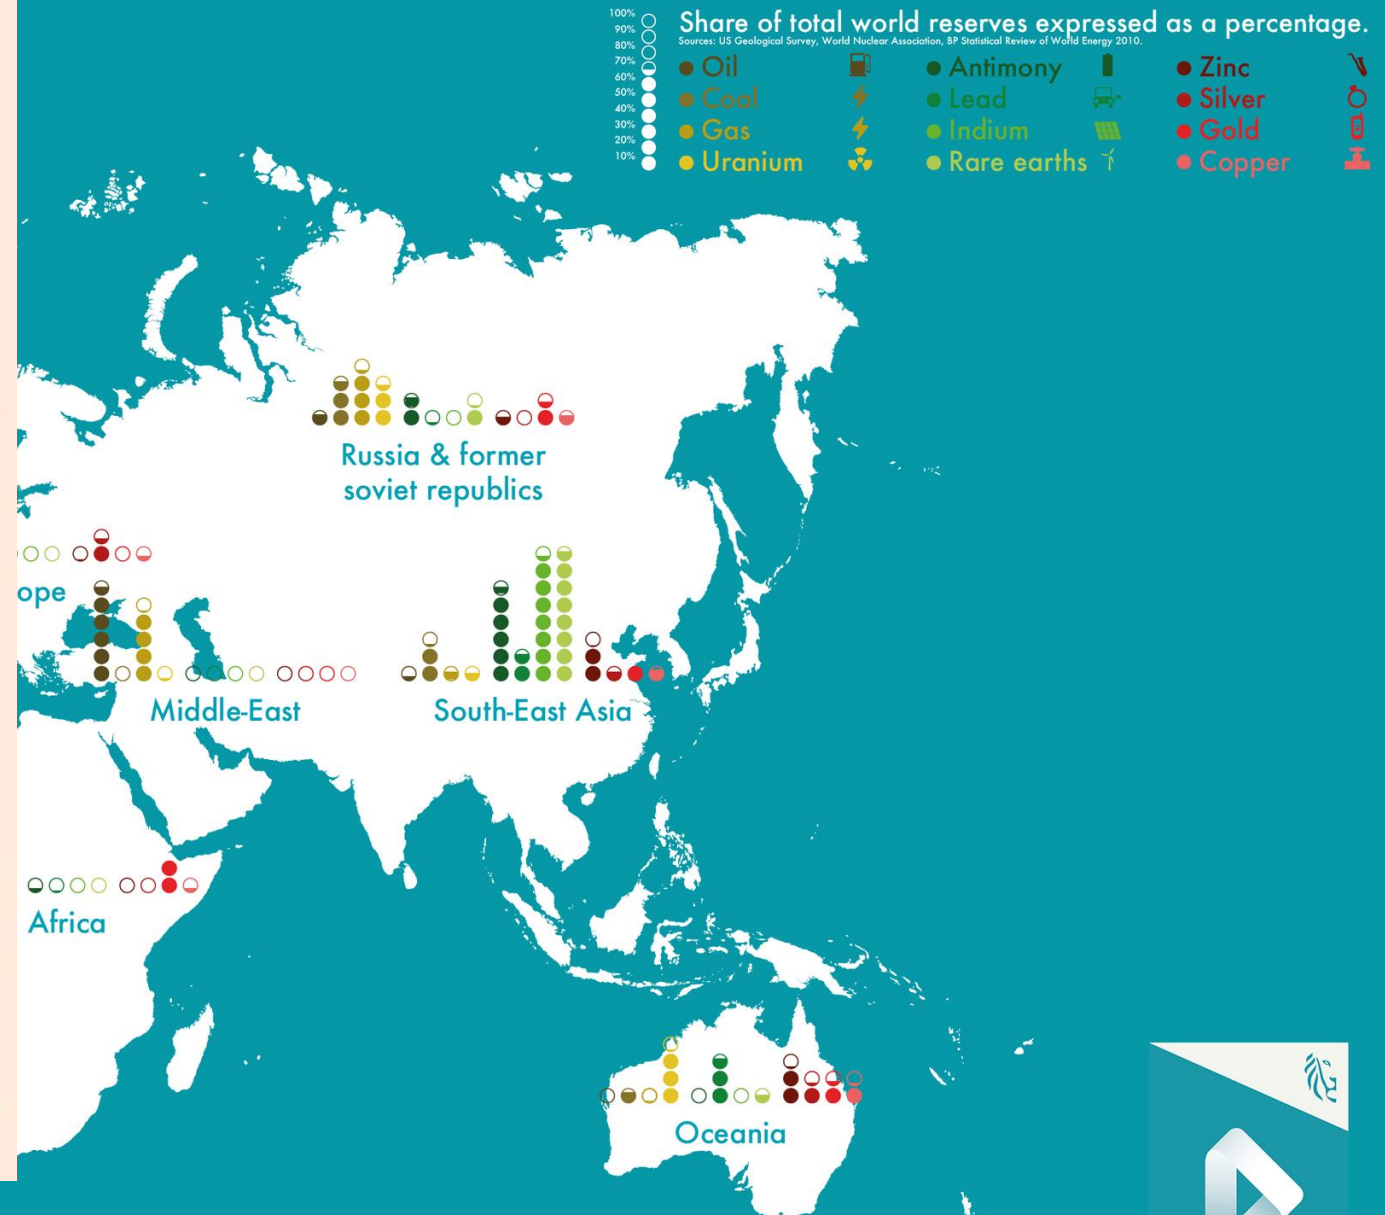 Share of total world reserves expressed as a percentage.
Sources: US Geological Survey, World Nuclear Association, BP Statistical Review of World Energy 2010.
100%
90%
80%
70%
60%
50%
40%
30%
20%
10%
Oil
Coal
Gas
Uranium
Antimony
Lead
Indium
Rare earths
Zinc
Silver
Gold
Copper
Russia & former
soviet republics
ope
Middle-East
South-East Asia
Africa
Oceania